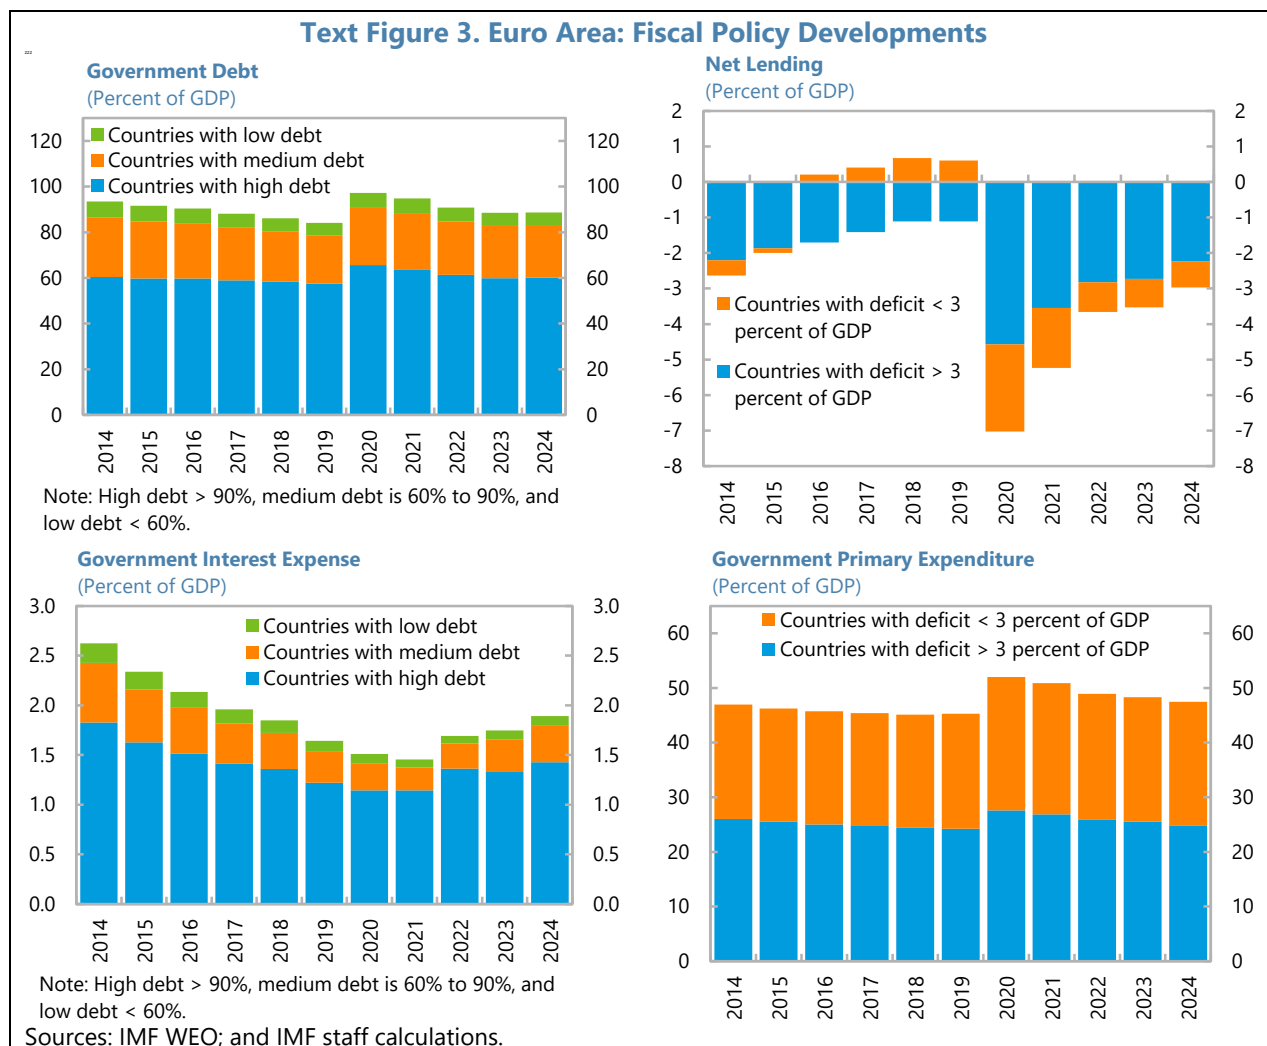 Text Figure 3. Euro Area: Fiscal Policy Developments
Government Debt
(Percent of GDP)
120
100
80
60
40
20
0
Countries with low debt
Countries with medium debt
Countries with high debt
120
100
80
60
40
20
0
2014 2015 2016 2017 2018 2019 2020 2021 2022 2023 2024
Note: High debt > 90%, medium debt is 60% to 90%, and
low debt < 60%.
Net Lending
(Percent of GDP)
2
1
0
-1
-2
-3
-4
-5
-6
-7
-8
Countries with deficit < 3
percent of GDP
Countries with deficit > 3
percent of GDP
2
1
0
-1
-2
-3
-4
-5
-6
-7
-8
2014 2015 2016 2017 2018 2019 2020 2021 2022 2023 2024
Government Interest Expense
(Percent of GDP)
3.0
2.5
2.0
1.5
1.0
0.5
0.0
Countries with low debt
Countries with medium debt
Countries with high debt
3.0
2.5
2.0
1.5
1.0
0.5
0.0
2014 2015 2016 2017 2018 2019 2020 2021 2022 2023 2024
Note: High debt > 90%, medium debt is 60% to 90%, and
low debt < 60%.
Government Primary Expenditure
(Percent of GDP)
60
50
40
30
20
10
0
Countries with deficit < 3 percent of GDP
Countries with deficit > 3 percent of GDP
60
50
40
30
20
10
0
2014 2015 2016 2017 2018 2019 2020 2021 2022 2023 2024
Sources: IMF WEO; and IMF staff calculations.